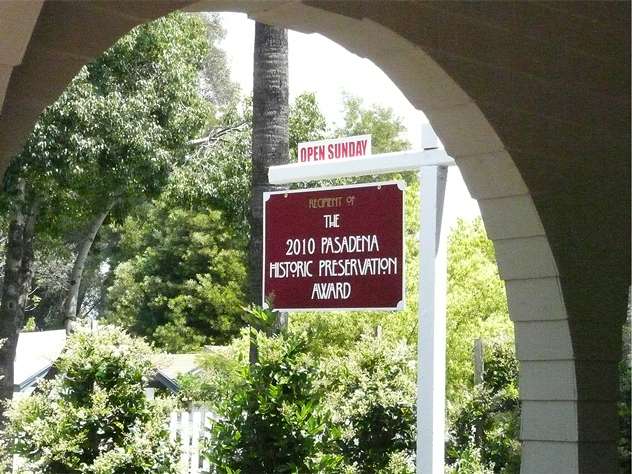 OPEN SUNDAY
RECIPIENT OF
THE
2010 PASADENA
HISTORIC PRESERVATION
AWARD